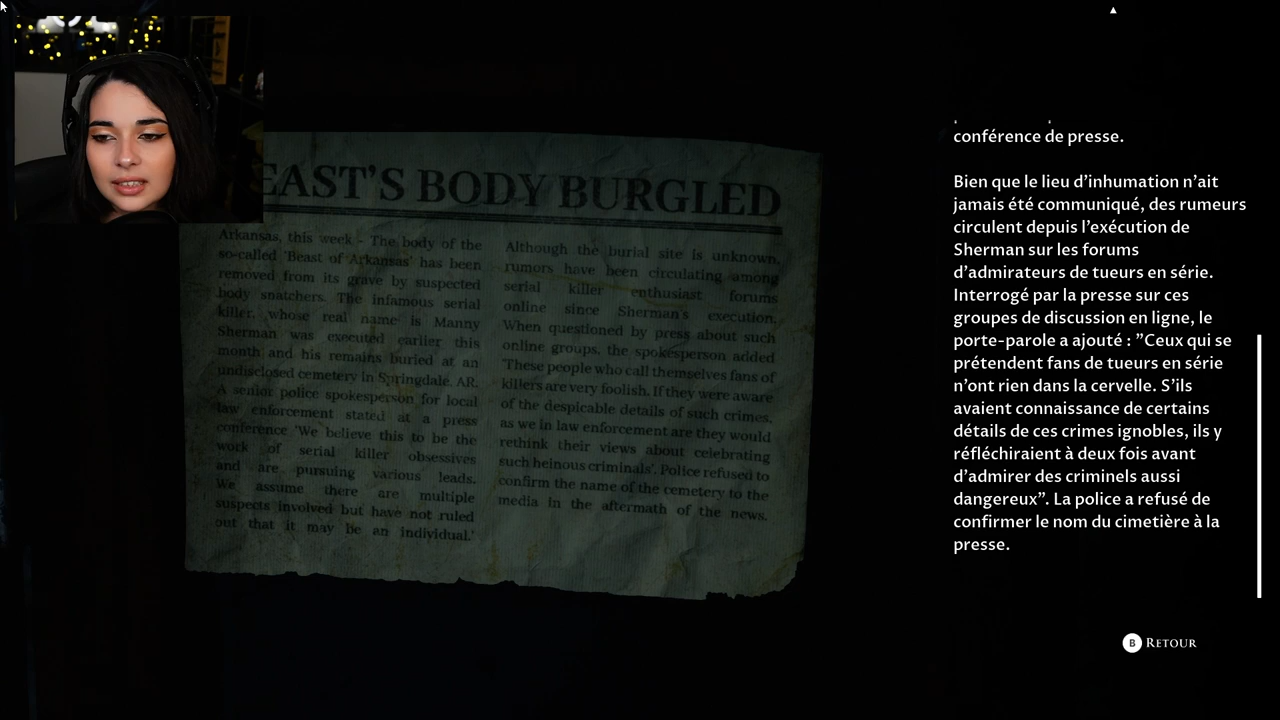 EAST'S BODY BURGLED
Arkansas, this week - The body of the
so-called 'Beast of Arkansas' has been
removed from its grave by suspected
body snatchers. The infamous serial
killer, whose real name is Manny
Sherman was executed earlier this
month and his remains buried at an
undisclosed cemetery in Springdale, AR.
A senior police spokesperson for local
law enforcement stated at a press
conference 'We believe this to be the
work of serial killer obsessives
and are pursuing various leads.
We assume there are multiple
suspects involved but have not ruled
out that it may be an individual.'
Although the burial site is unknown,
rumors have been circulating among
serial killer enthusiast forums
online since Sherman's execution.
When questioned by press about such
online groups, the spokesperson added
'These people who call themselves fans of
killers are very foolish. If they were aware
of the despicable details of such crimes,
as we in law enforcement are they would
rethink their views about celebrating
such heinous criminals'. Police refused to
confirm the name of the cemetery to the
media in the aftermath of the news.
conférence de presse.
Bien que le lieu d'inhumation n'ait
jamais été communiqué, des rumeurs
circulent depuis l'exécution de
Sherman sur les forums
d'admirateurs de tueurs en série.
Interrogé par la presse sur ces
groupes de discussion en ligne, le
porte-parole a ajouté : "Ceux qui se
prétendent fans de tueurs en série
n'ont rien dans la cervelle. S'ils
avaient connaissance de certains
détails de ces crimes ignobles, ils y
réfléchiraient à deux fois avant
d'admirer des criminels aussi
dangereux". La police a refusé de
confirmer le nom du cimetière à la
presse.
B RETOUR